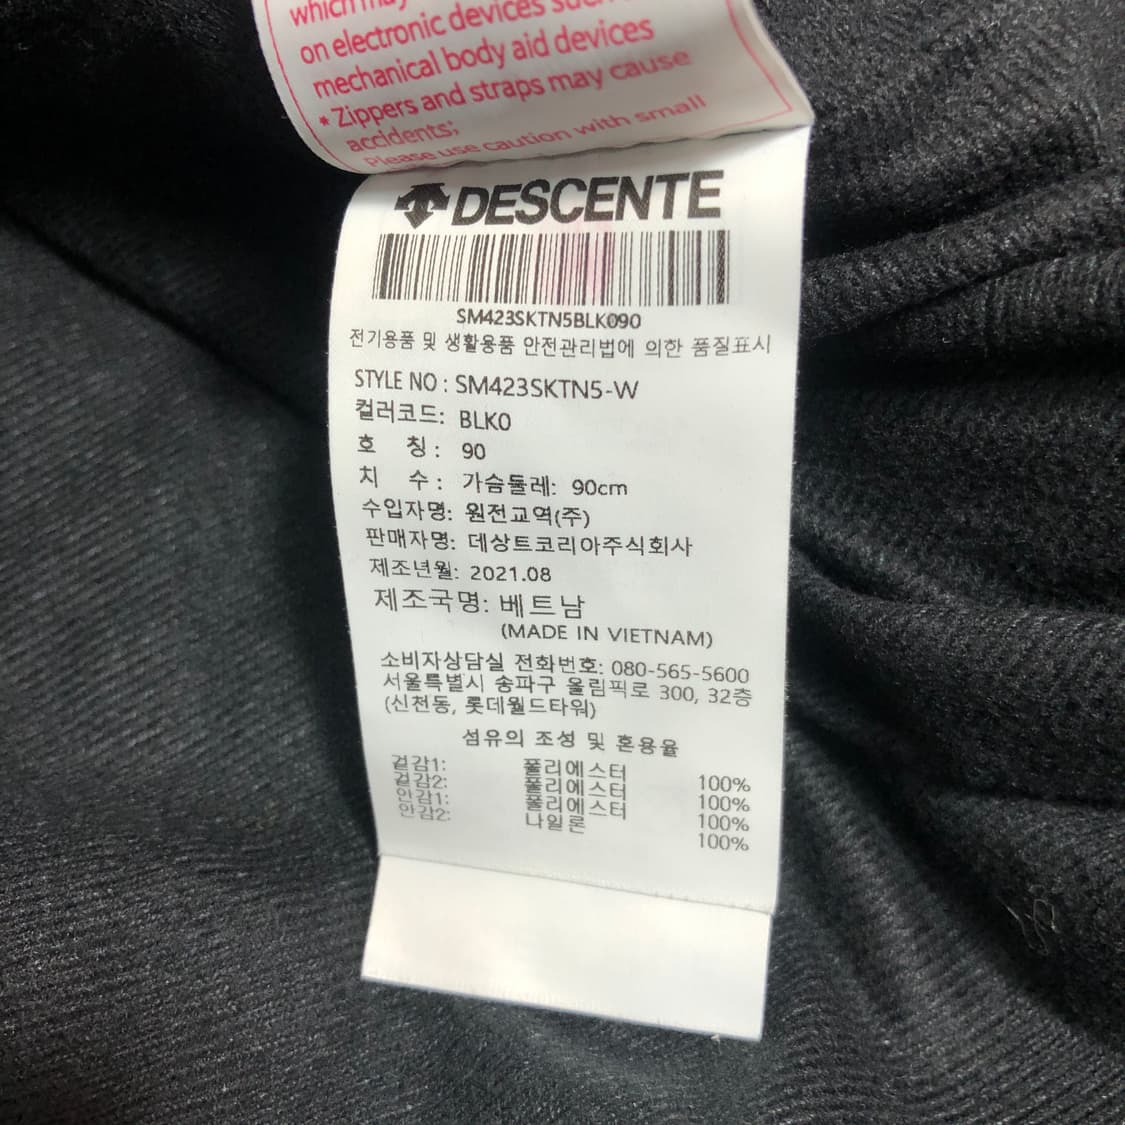 which may
on electronic devices such
mechanical body aid devices
* Zippers and straps may cause
accidents;
Please use caution with small
DESCENTE
SM423SKTN5BLK090
전기용품 및 생활용품 안전관리법에 의한 품질표시
STYLE NO : SM423SKTN5-W
컬러코드: BLK0
호 칭 : 90
치 수 : 가슴둘레: 90cm
수입자명: 원전교역(주)
판매자명: 데상트코리아주식회사
제조년월: 2021.08
제조국명: 베트남
(MADE IN VIETNAM)
소비자상담실 전화번호: 080-565-5600
서울특별시 송파구 올림픽로 300, 32층
(신천동, 롯데월드타워)
섬유의 조성 및 혼용율
겉감1: 폴리에스터 100%
겉감2: 폴리에스터 100%
안감1: 폴리에스터 100%
안감2: 나일론 100%